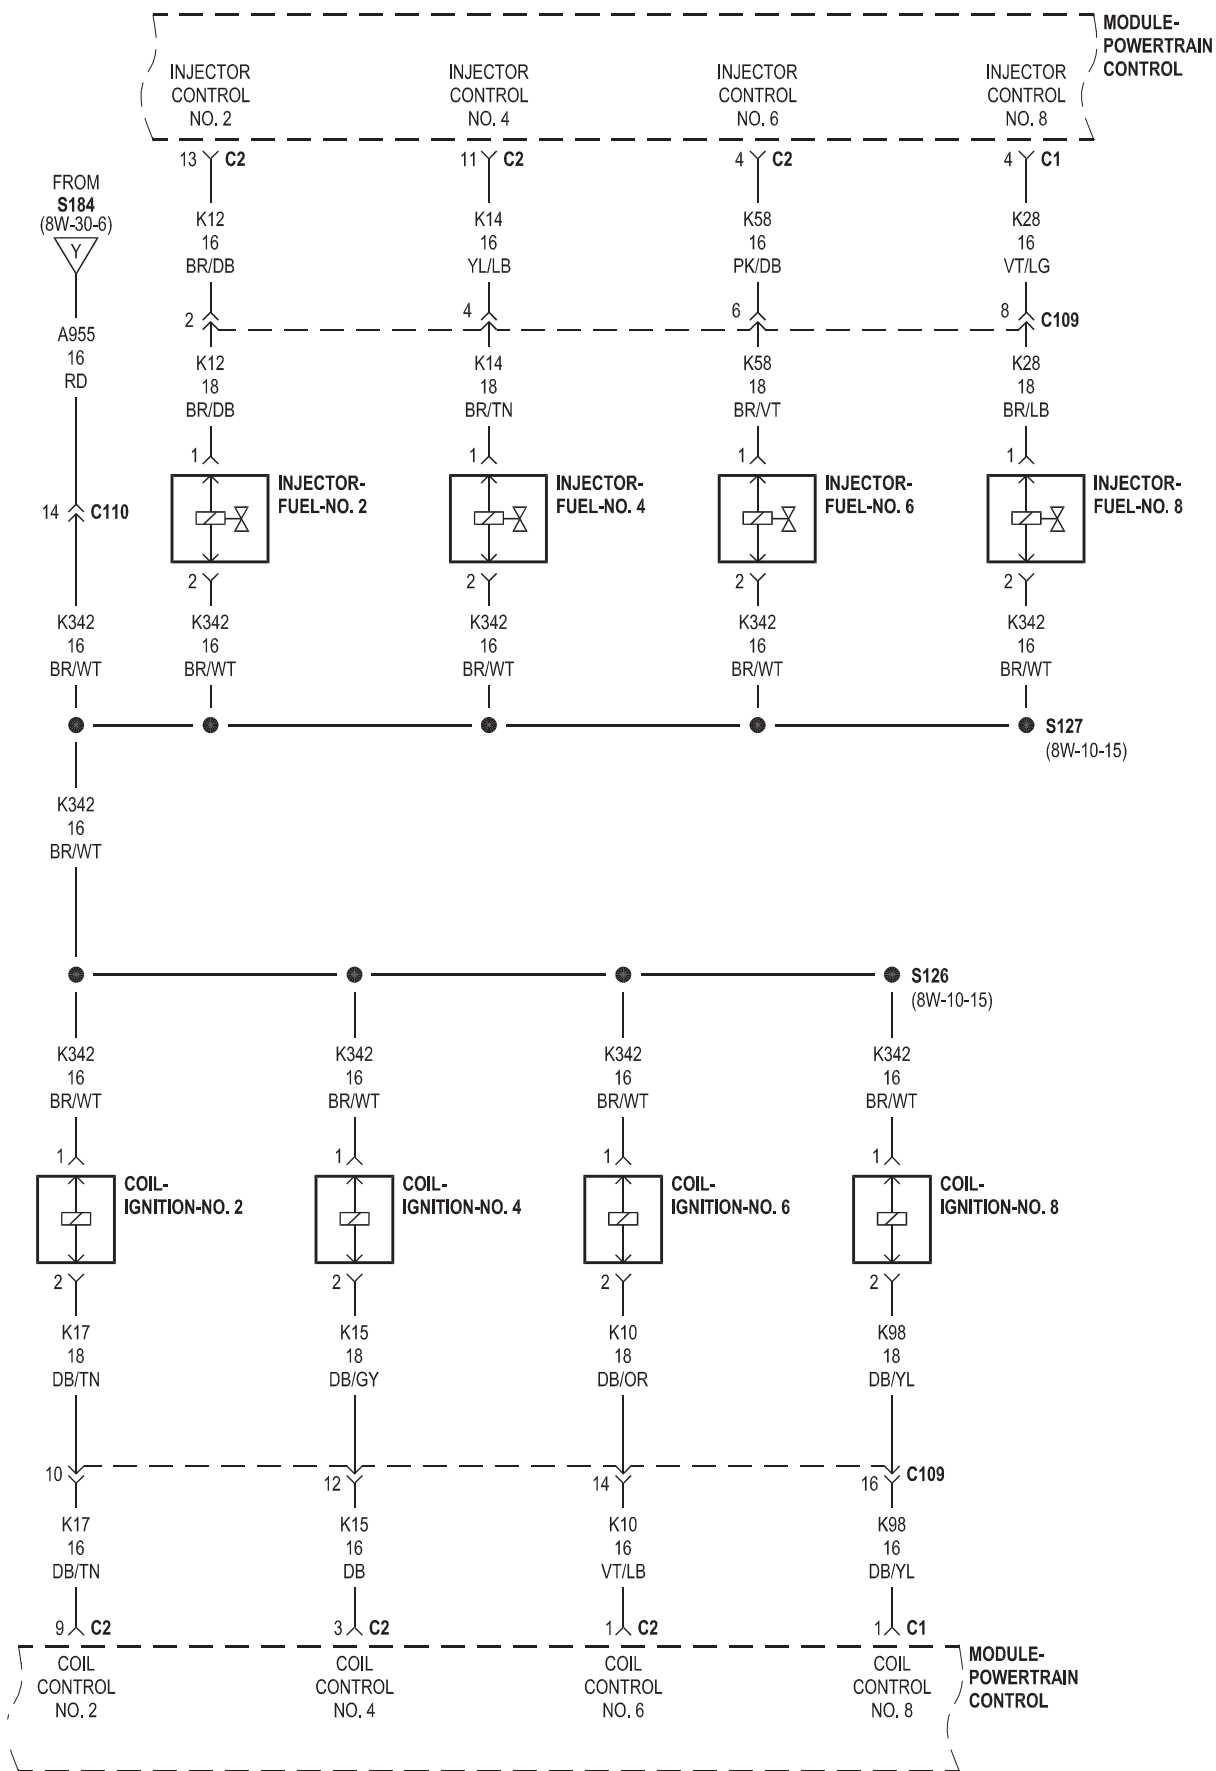 MODULE-
POWERTRAIN
CONTROL
INJECTOR
CONTROL
NO. 2
INJECTOR
CONTROL
NO. 4
INJECTOR
CONTROL
NO. 6
INJECTOR
CONTROL
NO. 8
13 C2
11 C2
4 C2
4 C1
FROM
S184
(8W-30-6)
Y
K12
16
BR/DB
K14
16
YL/LB
K58
16
PK/DB
K28
16
VT/LG
2
4
6
8 C109
A955
16
RD
K12
18
BR/DB
K14
18
BR/TN
K58
18
BR/VT
K28
18
BR/LB
1
1
1
1
INJECTOR-
FUEL-NO. 2
INJECTOR-
FUEL-NO. 4
INJECTOR-
FUEL-NO. 6
INJECTOR-
FUEL-NO. 8
14 C110
2
2
2
2
K342
16
BR/WT
K342
16
BR/WT
K342
16
BR/WT
K342
16
BR/WT
K342
16
BR/WT
S127
(8W-10-15)
K342
16
BR/WT
S126
(8W-10-15)
K342
16
BR/WT
K342
16
BR/WT
K342
16
BR/WT
K342
16
BR/WT
1
1
1
1
COIL-
IGNITION-NO. 2
COIL-
IGNITION-NO. 4
COIL-
IGNITION-NO. 6
COIL-
IGNITION-NO. 8
2
2
2
2
K17
18
DB/TN
K15
18
DB/GY
K10
18
DB/OR
K98
18
DB/YL
10
12
14
16 C109
K17
16
DB/TN
K15
16
DB
K10
16
VT/LB
K98
16
DB/YL
9 C2
3 C2
1 C2
1 C1
COIL
CONTROL
NO. 2
COIL
CONTROL
NO. 4
COIL
CONTROL
NO. 6
COIL
CONTROL
NO. 8
MODULE-
POWERTRAIN
CONTROL